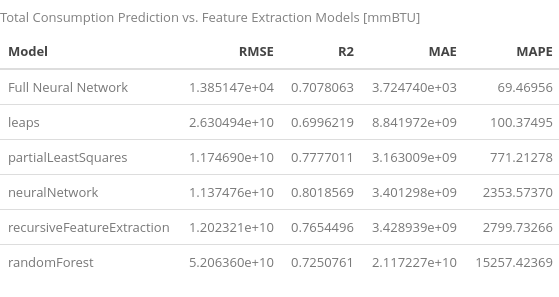 Total Consumption Prediction vs. Feature Extraction Models [mmBTU]
Model RMSE R2 MAE MAPE
Full Neural Network 1.385147e+04 0.7078063 3.724740e+03 69.46956
leaps 2.630494e+10 0.6996219 8.841972e+09 100.37495
partialLeastSquares 1.174690e+10 0.7777011 3.163009e+09 771.21278
neuralNetwork 1.137476e+10 0.8018569 3.401298e+09 2353.57370
recursiveFeatureExtraction 1.202321e+10 0.7654496 3.428939e+09 2799.73266
randomForest 5.206360e+10 0.7250761 2.117227e+10 15257.42369